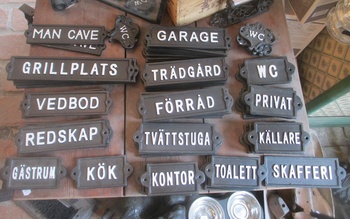 MAN CAVE WC GARAGE WC
GRILLPLATS TRÄDGÅRD WC
VEDBOD FÖRRÅD PRIVAT
REDSKAP TVÄTTSTUGA KÄLLARE
GÄSTRUM KÖK KONTOR TOALETT SKAFFERI